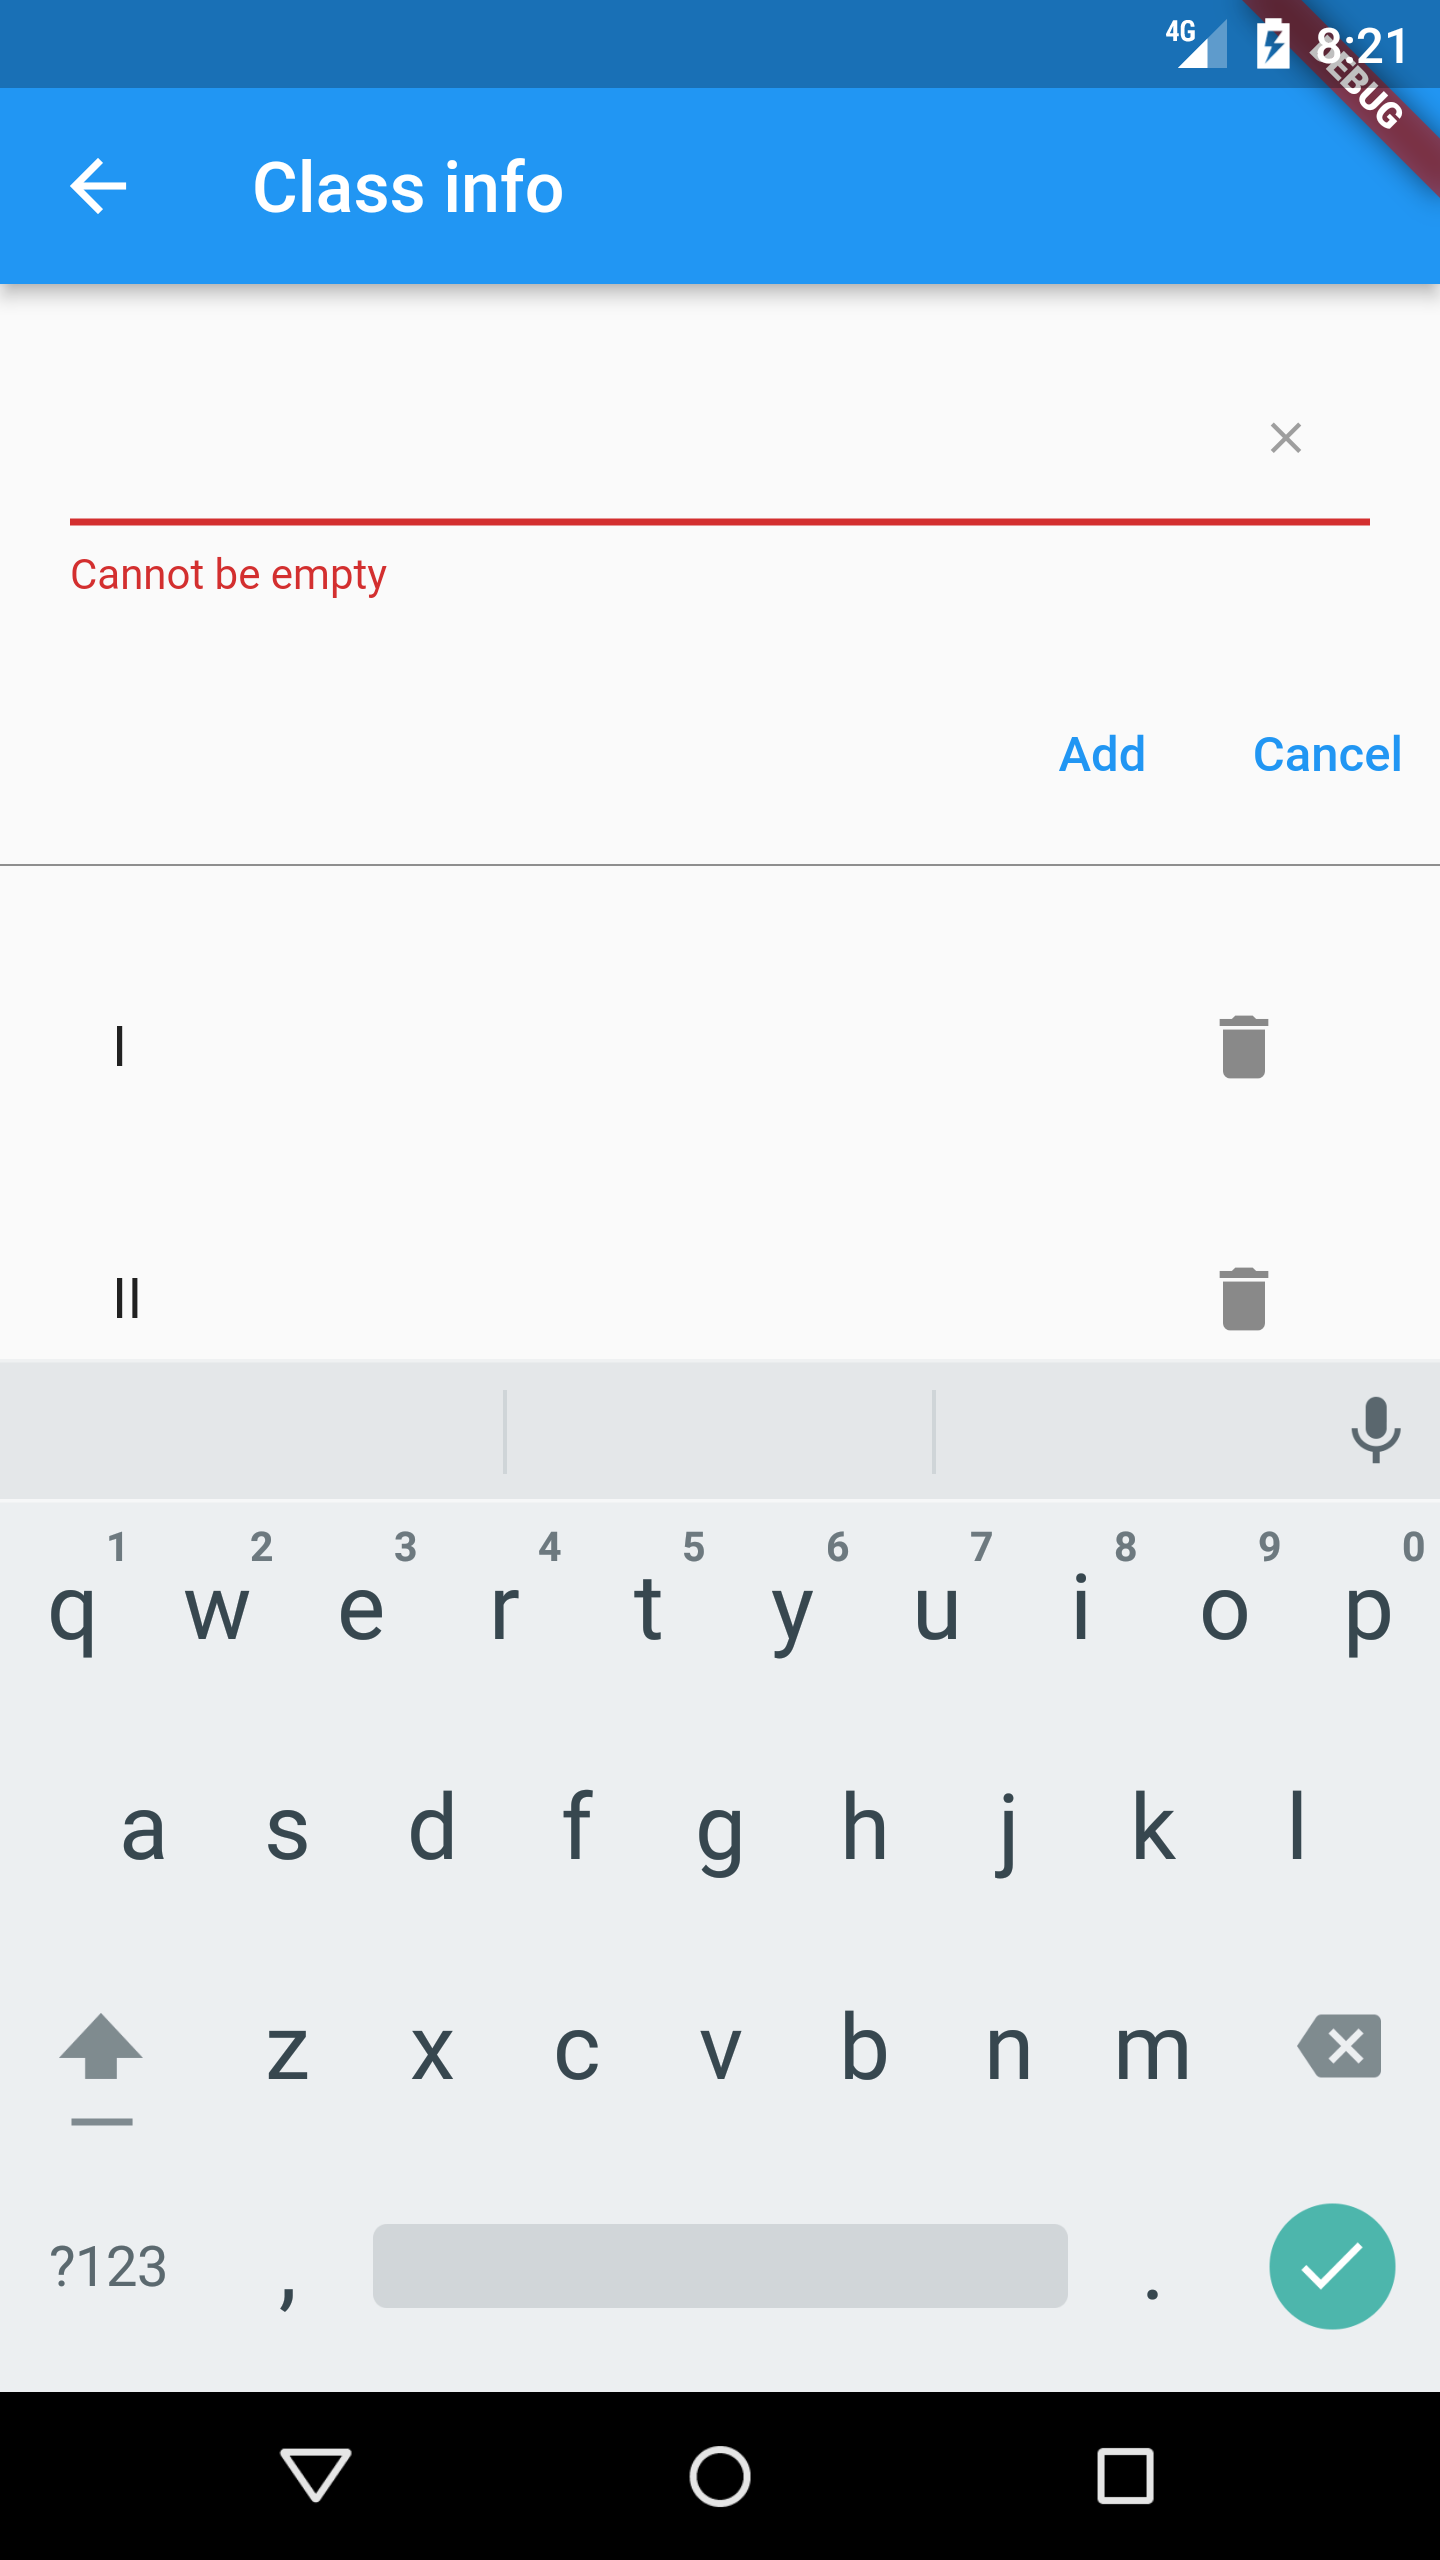 4G 8:21
DEBUG
Class info
Cannot be empty
Add Cancel
I
II
1 2 3 4 5 6 7 8 9 0
q w e r t y u i o p
a s d f g h j k l
z x c v b n m
?123 , .